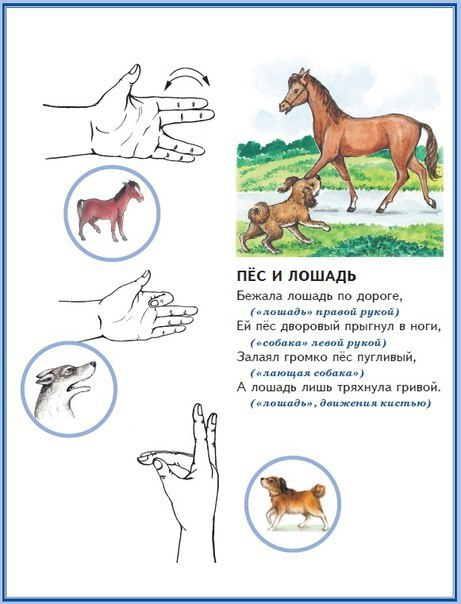 ПЁС И ЛОШАДЬ
Бежала лошадь по дороге,
(«лошадь» правой рукой)
Ей пёс дворовый прыгнул в ноги,
(«собака» левой рукой)
Залаял громко пёс пугливый,
(«лающая собака»)
А лошадь лишь тряхнула гривой.
(«лошадь», движения кистью)